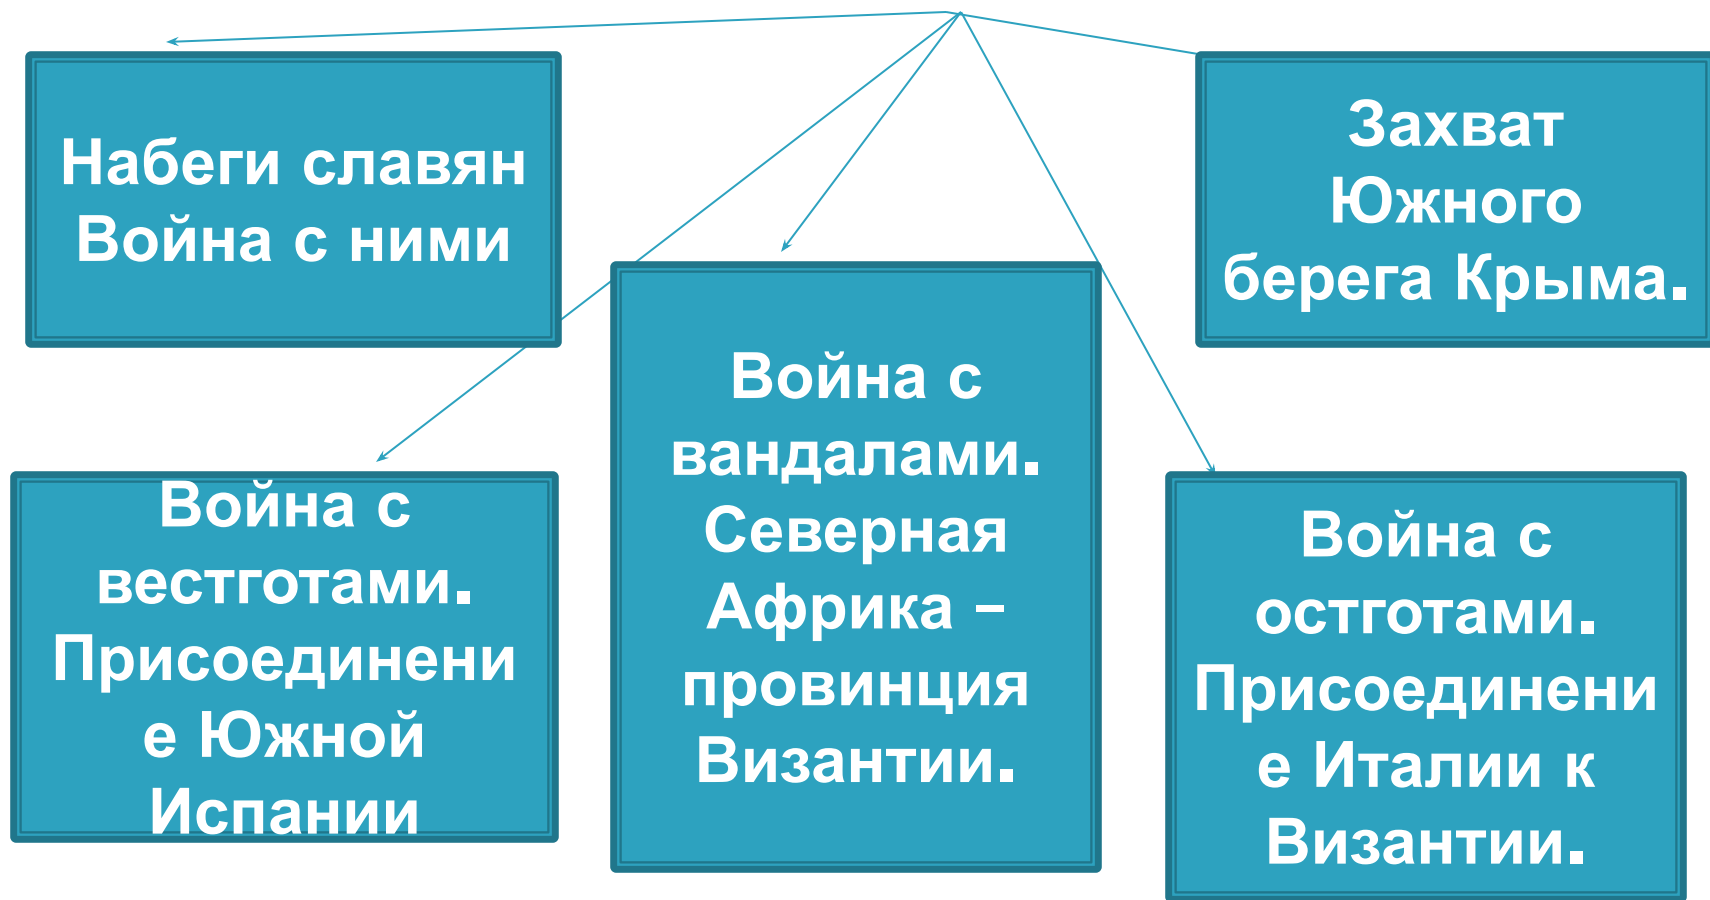 Набеги славян
Война с ними
Захват
Южного
берега Крыма.
Война с
вандалами.
Северная
Африка –
провинция
Византии.
Война с
вестготами.
Присоединени
е Южной
Испании
Война с
остготами.
Присоединени
е Италии к
Византии.